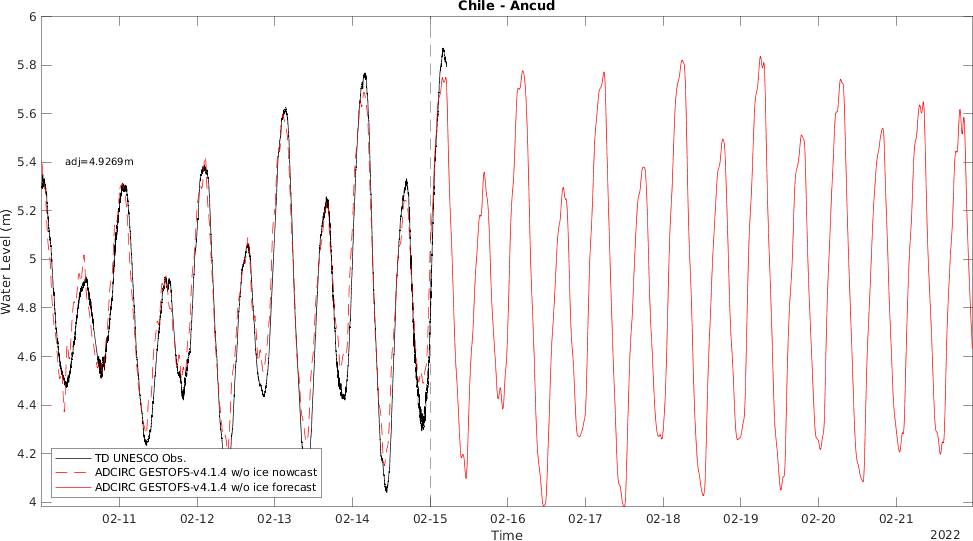 Chile - Ancud
6
5.8
5.6
5.4
5.2
5
4.8
4.6
4.4
4.2
4
Water Level (m)
adj=4.9269m
TD UNESCO Obs.
ADCIRC GESTOFS-v4.1.4 w/o ice nowcast
ADCIRC GESTOFS-v4.1.4 w/o ice forecast
02-11 02-12 02-13 02-14 02-15 02-16 02-17 02-18 02-19 02-20 02-21
Time
2022